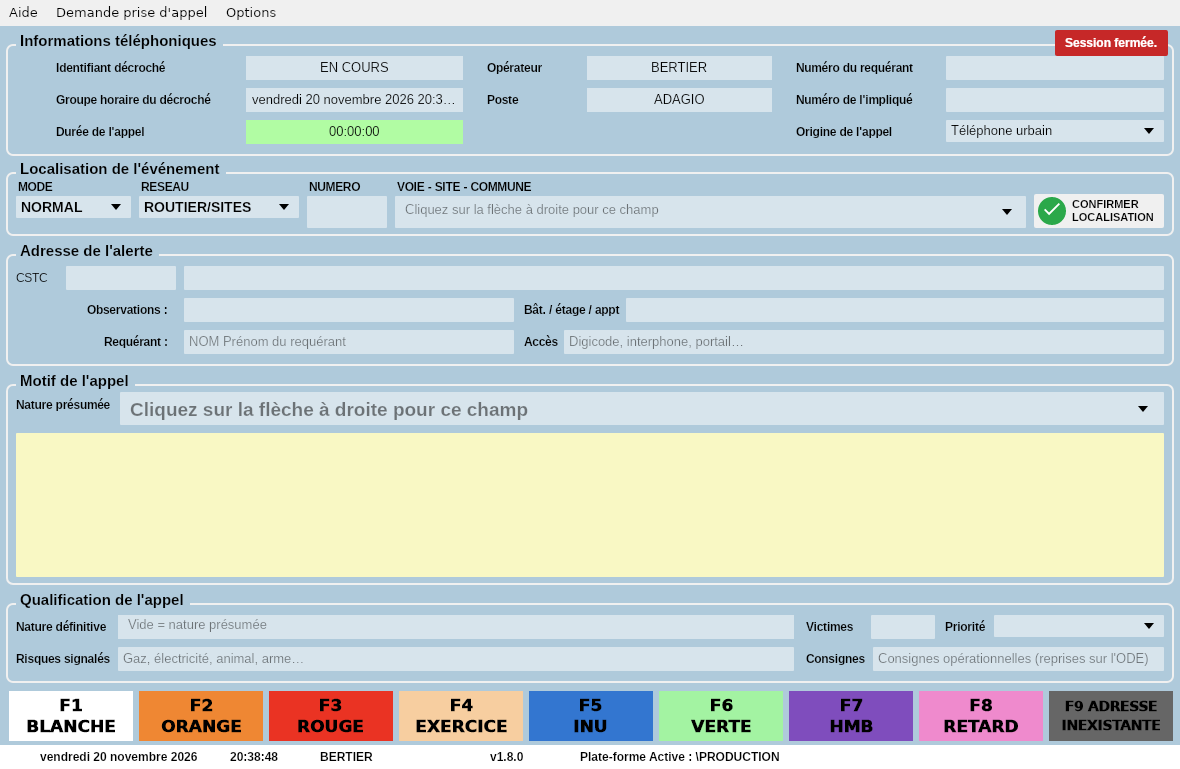 Aide Demande prise d'appel Options
Informations téléphoniques
Session fermée.
Identifiant décroché EN COURS Opérateur BERTIER Numéro du requérant
Groupe horaire du décroché vendredi 20 novembre 2026 20:3… Poste ADAGIO Numéro de l'impliqué
Durée de l'appel 00:00:00 Origine de l'appel Téléphone urbain
Localisation de l'événement
MODE RESEAU NUMERO VOIE - SITE - COMMUNE
NORMAL ROUTIER/SITES Cliquez sur la flèche à droite pour ce champ CONFIRMER
LOCALISATION
Adresse de l'alerte
CSTC
Observations : Bât. / étage / appt
Requérant : NOM Prénom du requérant Accès Digicode, interphone, portail…
Motif de l'appel
Nature présumée Cliquez sur la flèche à droite pour ce champ
Qualification de l'appel
Nature définitive Vide = nature présumée Victimes Priorité
Risques signalés Gaz, électricité, animal, arme… Consignes Consignes opérationnelles (reprises sur l'ODE)
F1 F2 F3 F4 F5 F6 F7 F8 F9 ADRESSE
BLANCHE ORANGE ROUGE EXERCICE INU VERTE HMB RETARD INEXISTANTE
vendredi 20 novembre 2026 20:38:48 BERTIER v1.8.0 Plate-forme Active : \PRODUCTION